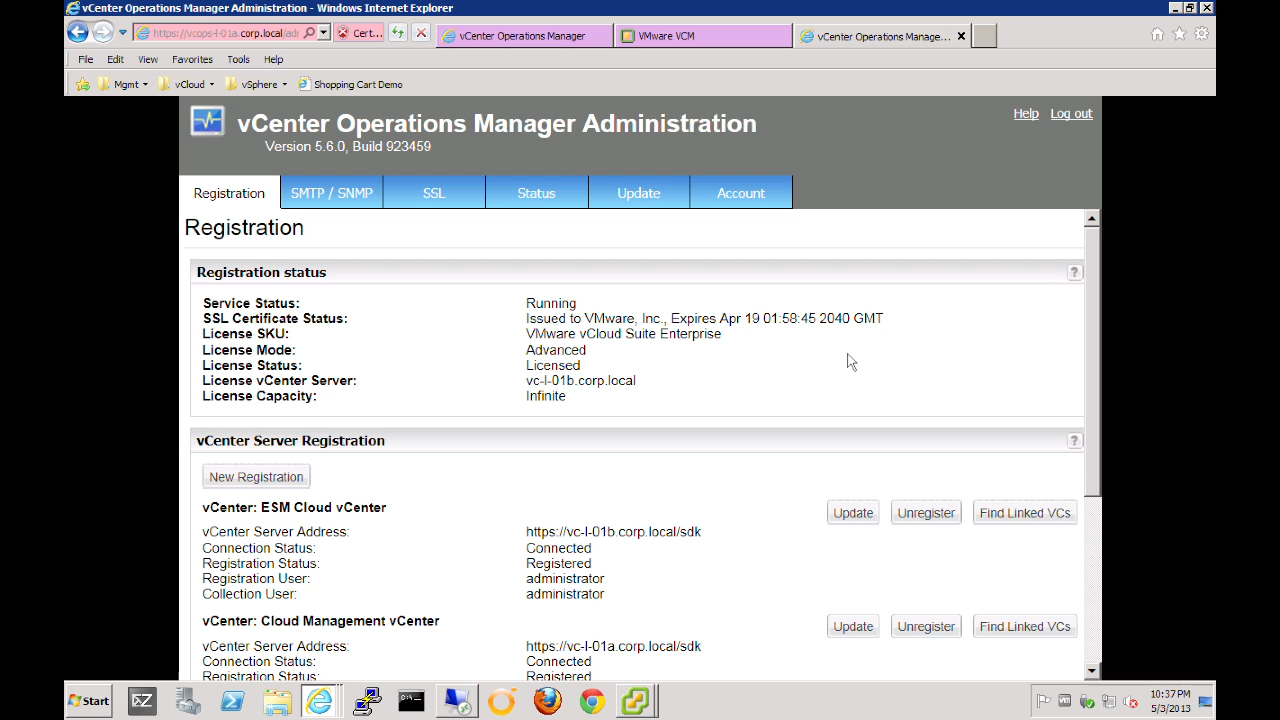 vCenter Operations Manager Administration - Windows Internet Explorer
https://vcops-l-01a.corp.local/adr
Cert...
vCenter Operations Manager
VMware VCM
vCenter Operations Manage...
File Edit View Favorites Tools Help
Mgmt vCloud vSphere Shopping Cart Demo
vCenter Operations Manager Administration
Version 5.6.0, Build 923459
Help Log out
Registration SMTP / SNMP SSL Status Update Account
Registration
Registration status ?
Service Status: Running
SSL Certificate Status: Issued to VMware, Inc., Expires Apr 19 01:58:45 2040 GMT
License SKU: VMware vCloud Suite Enterprise
License Mode: Advanced
License Status: Licensed
License vCenter Server: vc-l-01b.corp.local
License Capacity: Infinite
vCenter Server Registration ?
New Registration
vCenter: ESM Cloud vCenter Update Unregister Find Linked VCs
vCenter Server Address: https://vc-l-01b.corp.local/sdk
Connection Status: Connected
Registration Status: Registered
Registration User: administrator
Collection User: administrator
vCenter: Cloud Management vCenter Update Unregister Find Linked VCs
vCenter Server Address: https://vc-l-01a.corp.local/sdk
Connection Status: Connected
Registration Status: Registered
Start
10:37 PM
5/3/2013